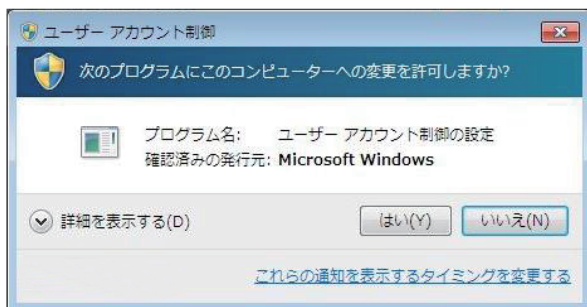 ユーザー アカウント制御
次のプログラムにこのコンピューターへの変更を許可しますか?
プログラム名: ユーザー アカウント制御の設定
確認済みの発行元: Microsoft Windows
詳細を表示する(D)
はい(Y) いいえ(N)
これらの通知を表示するタイミングを変更する